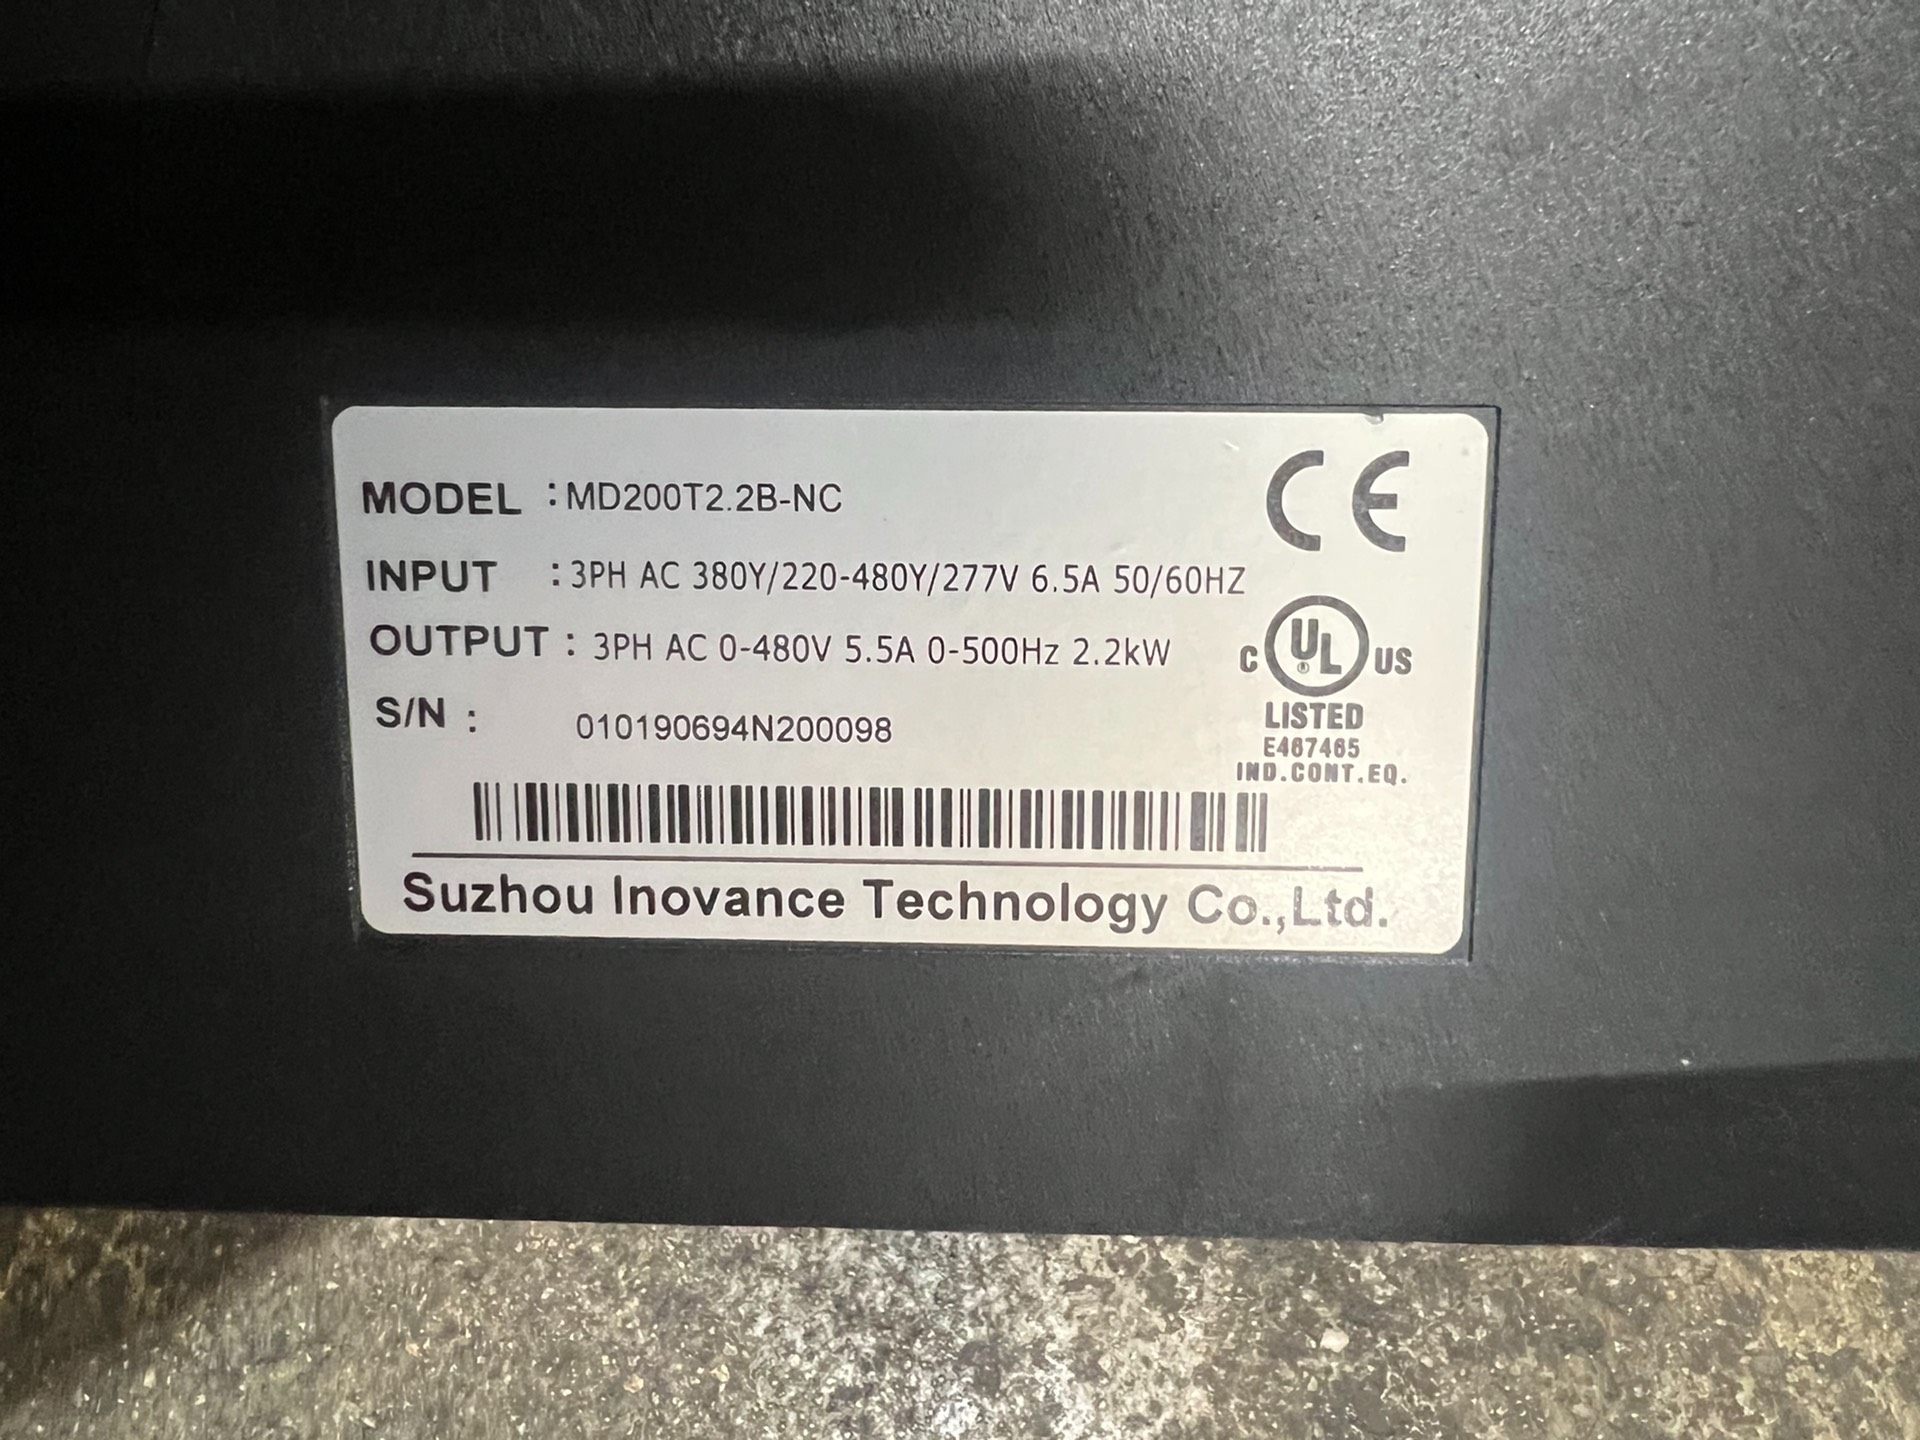 MODEL : MD200T2.2B-NC
INPUT : 3PH AC 380Y/220-480Y/277V 6.5A 50/60HZ
OUTPUT : 3PH AC 0-480V 5.5A 0-500Hz 2.2kW
S/N : 010190694N200098
CE
C UL ® US
LISTED
E467465
IND.CONT.EQ.
Suzhou Inovance Technology Co.,Ltd.